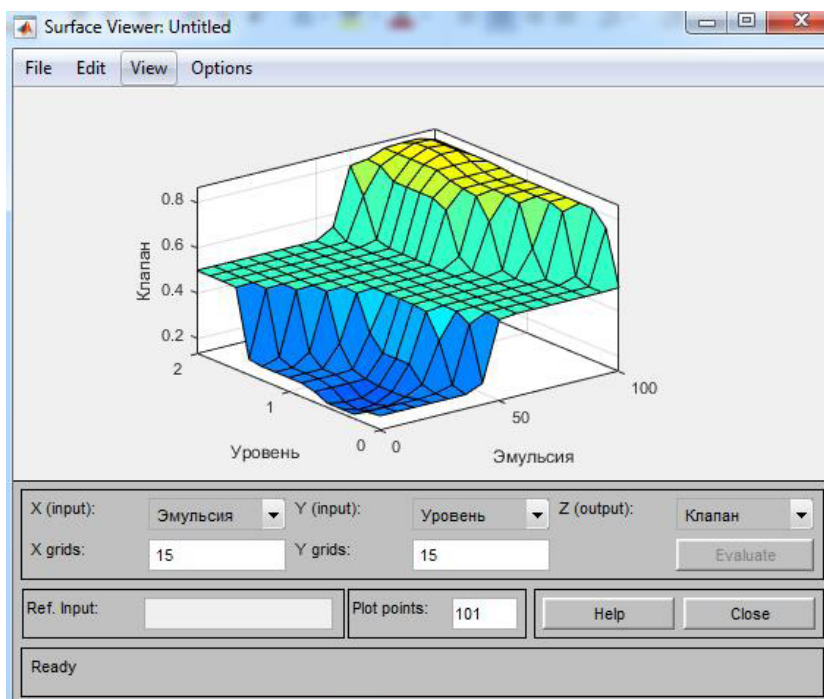 Surface Viewer: Untitled
File Edit View Options
0.8
0.6
0.4
0.2
Клапан
2
1
0
Уровень
0
50
100
Эмульсия
X (input): Эмульсия Y (input): Уровень Z (output): Клапан
X grids: 15 Y grids: 15 Evaluate
Ref. Input: Plot points: 101 Help Close
Ready